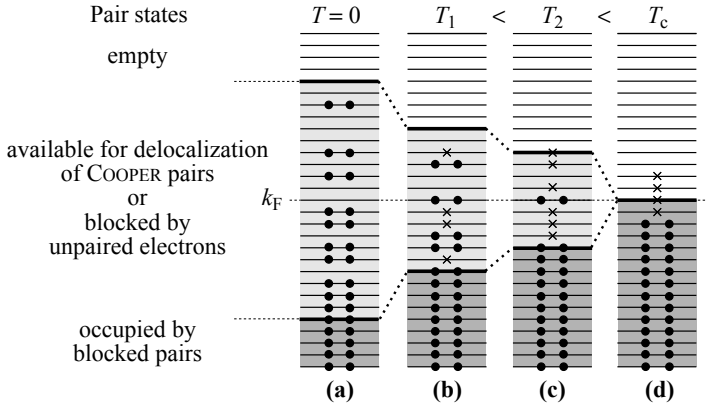 Pair states T = 0 T1 < T2 < Tc
empty
available for delocalization
of COOPER pairs
or
kF
blocked by
unpaired electrons
occupied by
blocked pairs
(a) (b) (c) (d)